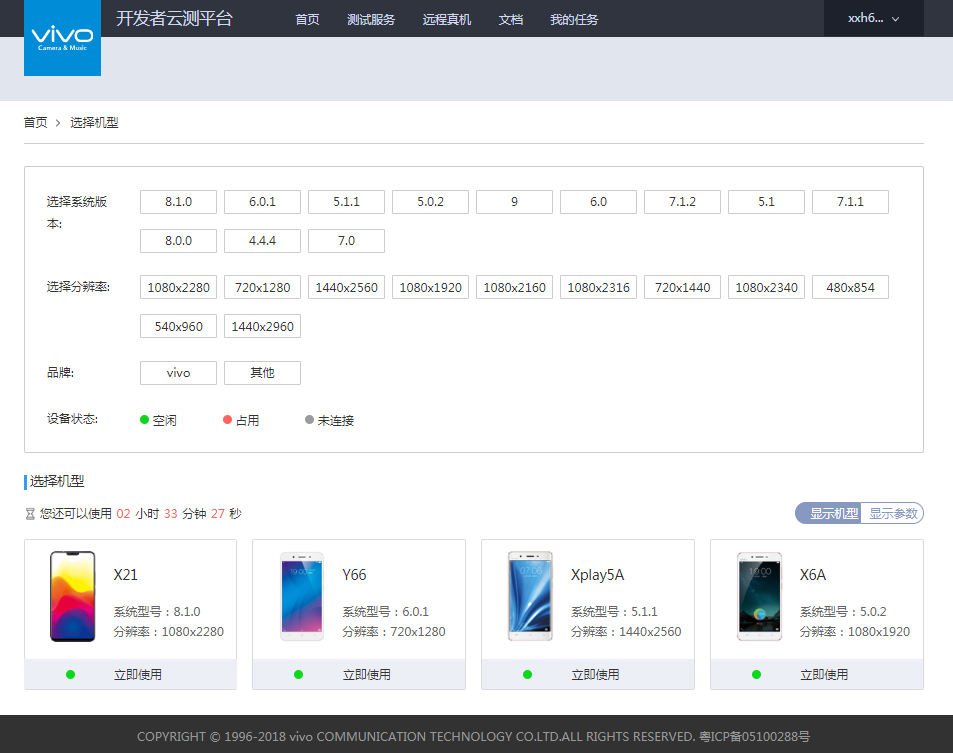 vivo
Camera & Music
开发者云测平台 首页 测试服务 远程真机 文档 我的任务 xxh6...
首页 > 选择机型
选择系统版本: 8.1.0 6.0.1 5.1.1 5.0.2 9 6.0 7.1.2 5.1 7.1.1
8.0.0 4.4.4 7.0
选择分辨率: 1080x2280 720x1280 1440x2560 1080x1920 1080x2160 1080x2316 720x1440 1080x2340 480x854
540x960 1440x2960
品牌: vivo 其他
设备状态: 空闲 占用 未连接
选择机型
您还可以使用 02 小时 33 分钟 27 秒 显示机型 显示参数
X21
系统型号：8.1.0
分辨率：1080x2280
立即使用
Y66
系统型号：6.0.1
分辨率：720x1280
立即使用
Xplay5A
系统型号：5.1.1
分辨率：1440x2560
立即使用
X6A
系统型号：5.0.2
分辨率：1080x1920
立即使用
COPYRIGHT © 1996-2018 vivo COMMUNICATION TECHNOLOGY CO.LTD.ALL RIGHTS RESERVED. 粤ICP备05100288号